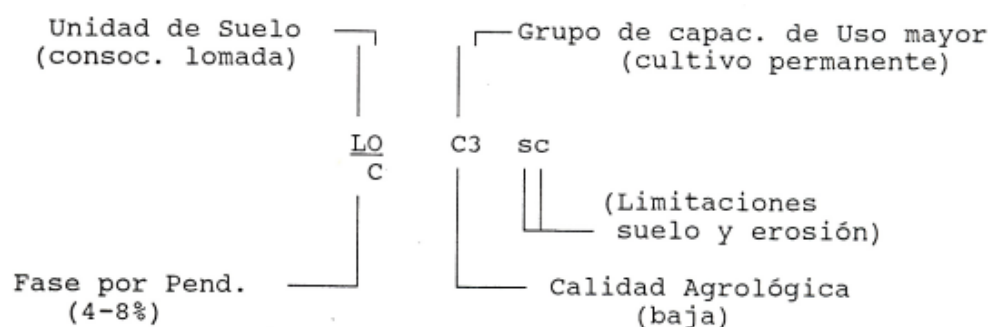 Unidad de Suelo
(consoc. lomada)
Grupo de capac. de Uso mayor
(cultivo permanente)
LO C3 sc
C
(Limitaciones
suelo y erosión)
Fase por Pend.
(4-8%)
Calidad Agrológica
(baja)